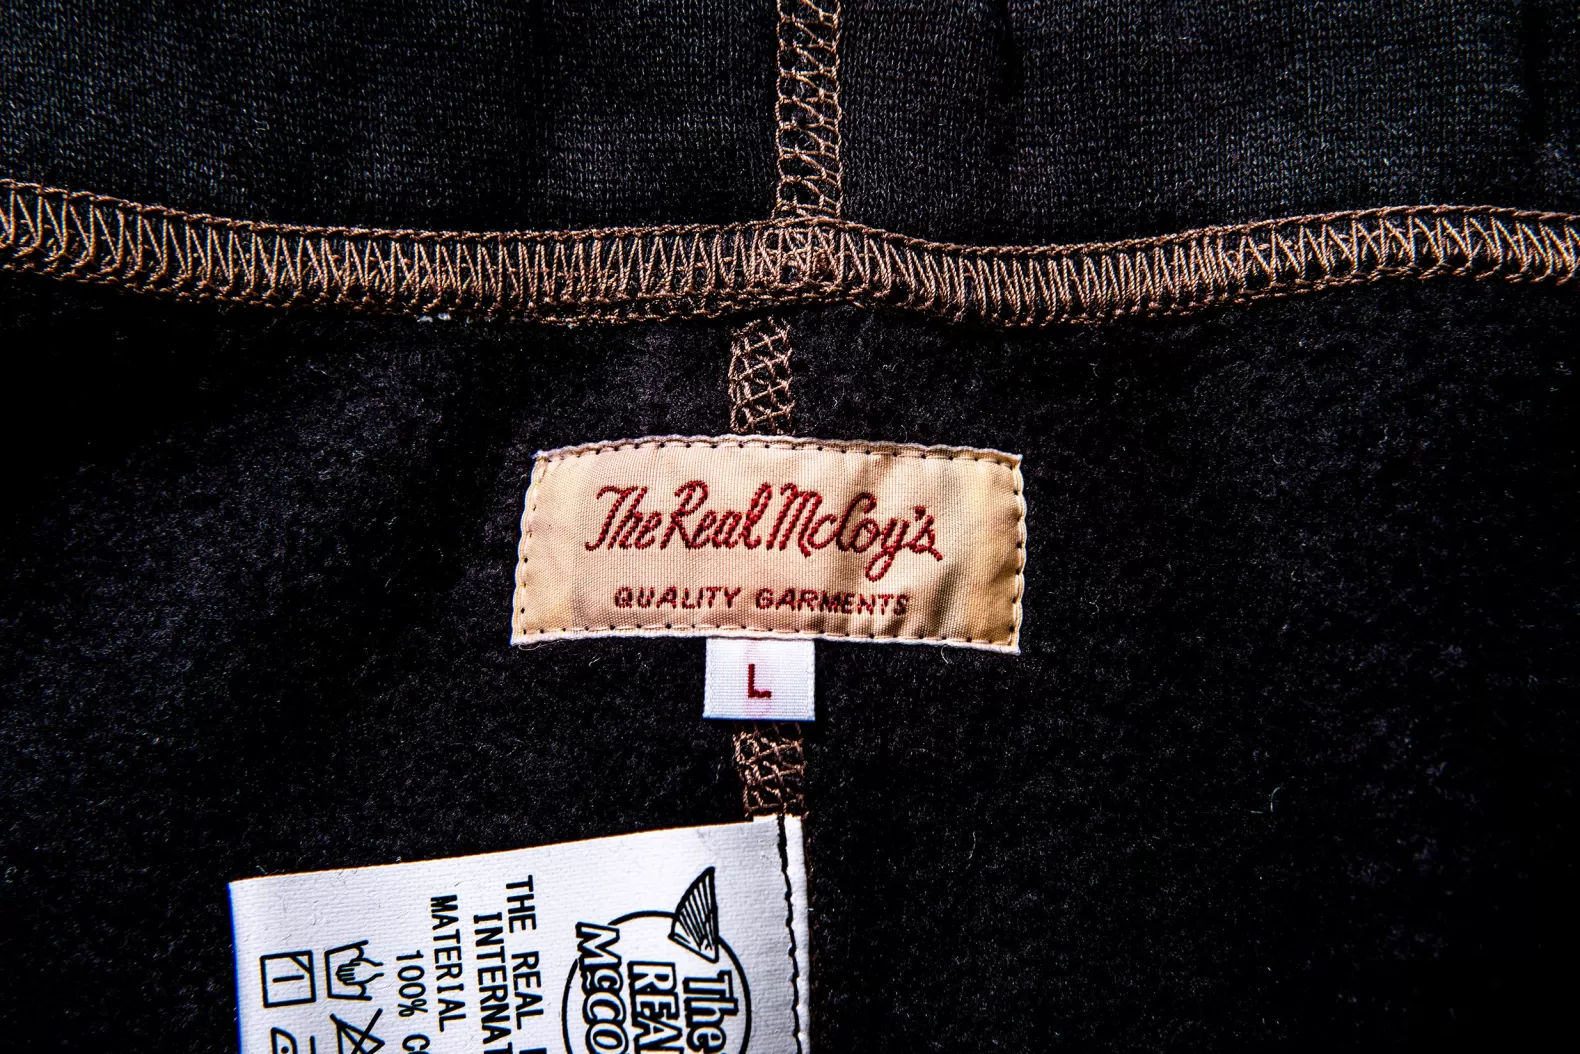 The Real McCoy's
QUALITY GARMENTS
L
The
REAL
McCO
THE REAL
INTERNAT
MATERIAL
100%